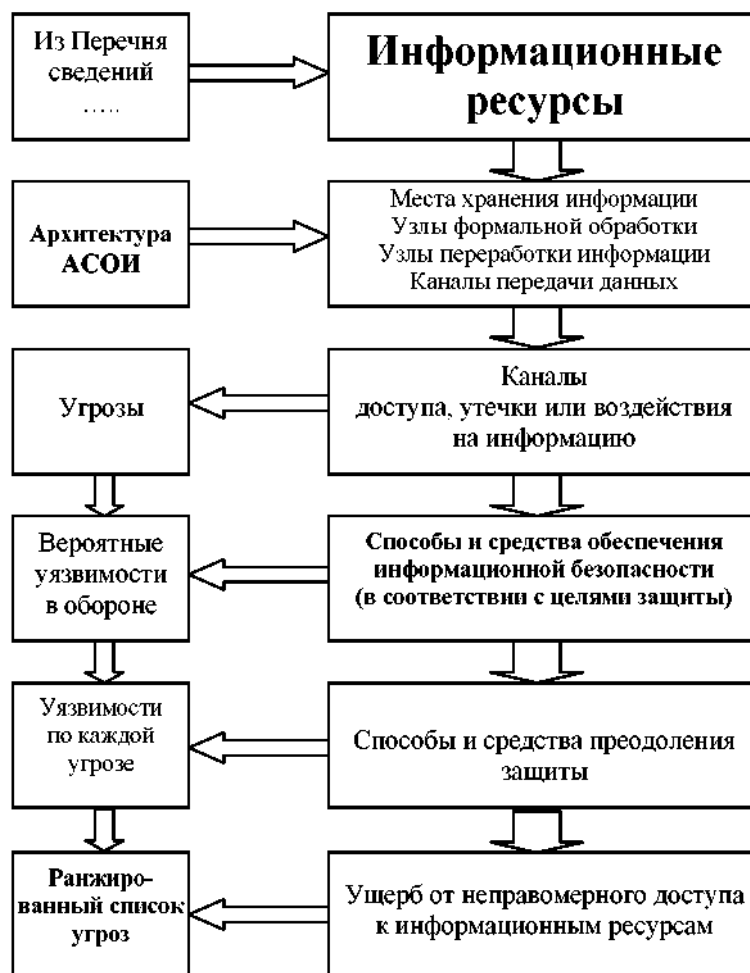 Из Перечня
сведений
.....
Информационные
ресурсы
Архитектура
АСОИ
Места хранения информации
Узлы формальной обработки
Узлы переработки информации
Каналы передачи данных
Угрозы
Каналы
доступа, утечки или воздействия
на информацию
Вероятные
уязвимости
в обороне
Способы и средства обеспечения
информационной безопасности
(в соответствии с целями защиты)
Уязвимости
по каждой
угрозе
Способы и средства преодоления
защиты
Ранжиро-
ванный список
угроз
Ущерб от неправомерного доступа
к информационным ресурсам